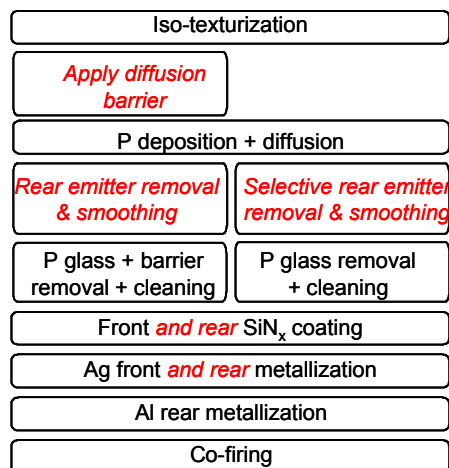 Iso-texturization
Apply diffusion
barrier
P deposition + diffusion
Rear emitter removal
& smoothing
Selective rear emitter
removal & smoothing
P glass + barrier
removal + cleaning
P glass removal
+ cleaning
Front and rear SiNx coating
Ag front and rear metallization
Al rear metallization
Co-firing